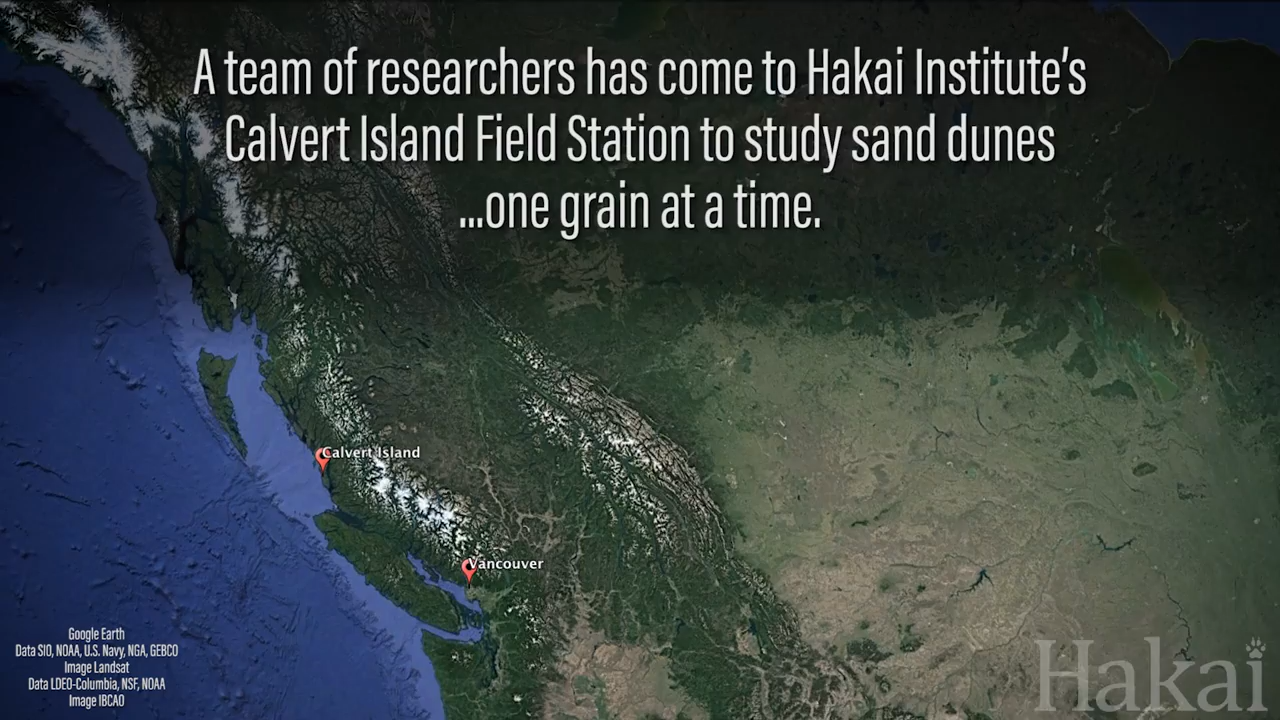 A team of researchers has come to Hakai Institute's
Calvert Island Field Station to study sand dunes
...one grain at a time.
Calvert Island
Vancouver
Google Earth
Data SIO, NOAA, U.S. Navy, NGA, GEBCO
Image Landsat
Data LDEO-Columbia, NSF, NOAA
Image IBCAO
Hakai